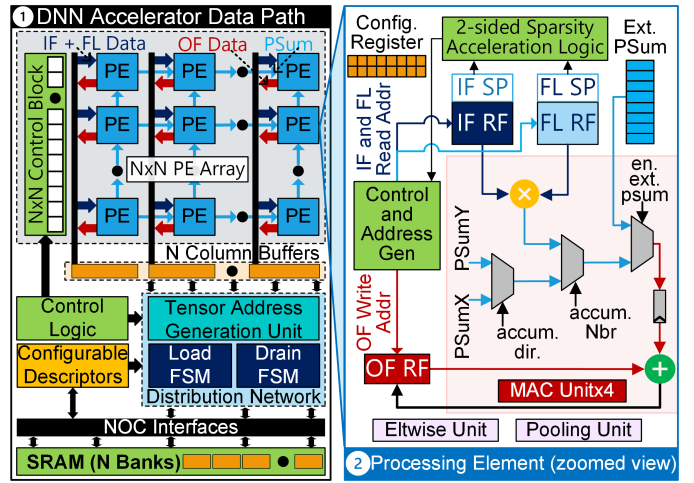 1 DNN Accelerator Data Path
IF + FL Data
OF Data
PSum
NxN Control Block
PE
PE
PE
PE
PE
PE
NxN PE Array
PE
PE
PE
N Column Buffers
Control
Logic
Tensor Address
Generation Unit
Configurable
Descriptors
Load
FSM
Drain
FSM
Distribution Network
NOC Interfaces
SRAM (N Banks)
Config.
Register
2-sided Sparsity
Acceleration Logic
Ext.
PSum
IF and FL
Read Addr
IF SP
FL SP
IF RF
FL RF
Control
and
Address
Gen
en.
ext.
psum
PSumY
PSumX
accum.
dir.
accum.
Nbr
OF Write
Addr
OF RF
MAC Unitx4
Eltwise Unit
Pooling Unit
2 Processing Element (zoomed view)